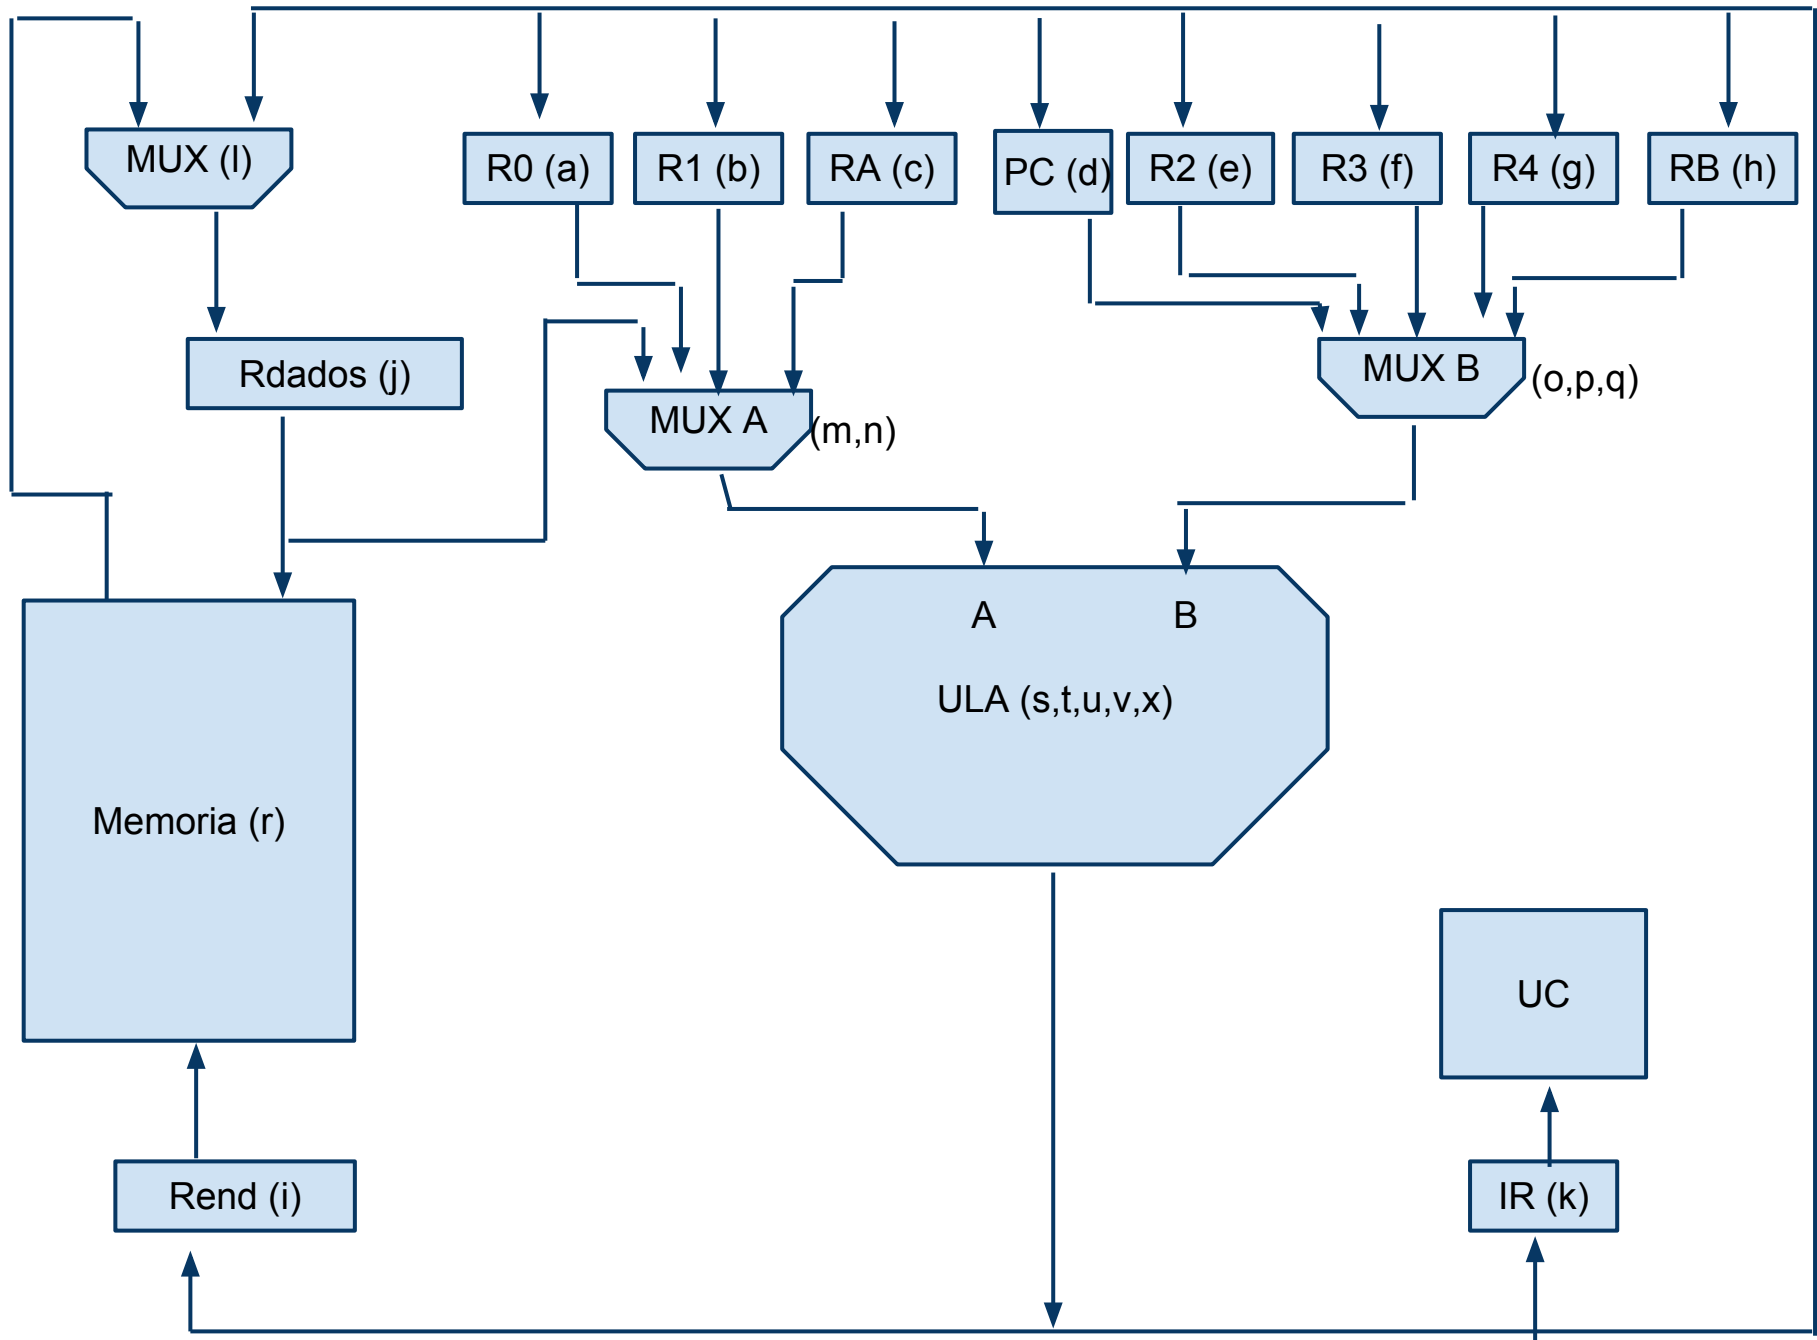 MUX (l)
R0 (a)
R1 (b)
RA (c)
PC (d)
R2 (e)
R3 (f)
R4 (g)
RB (h)
Rdados (j)
MUX A
(m,n)
MUX B
(o,p,q)
A
B
ULA (s,t,u,v,x)
Memoria (r)
UC
Rend (i)
IR (k)